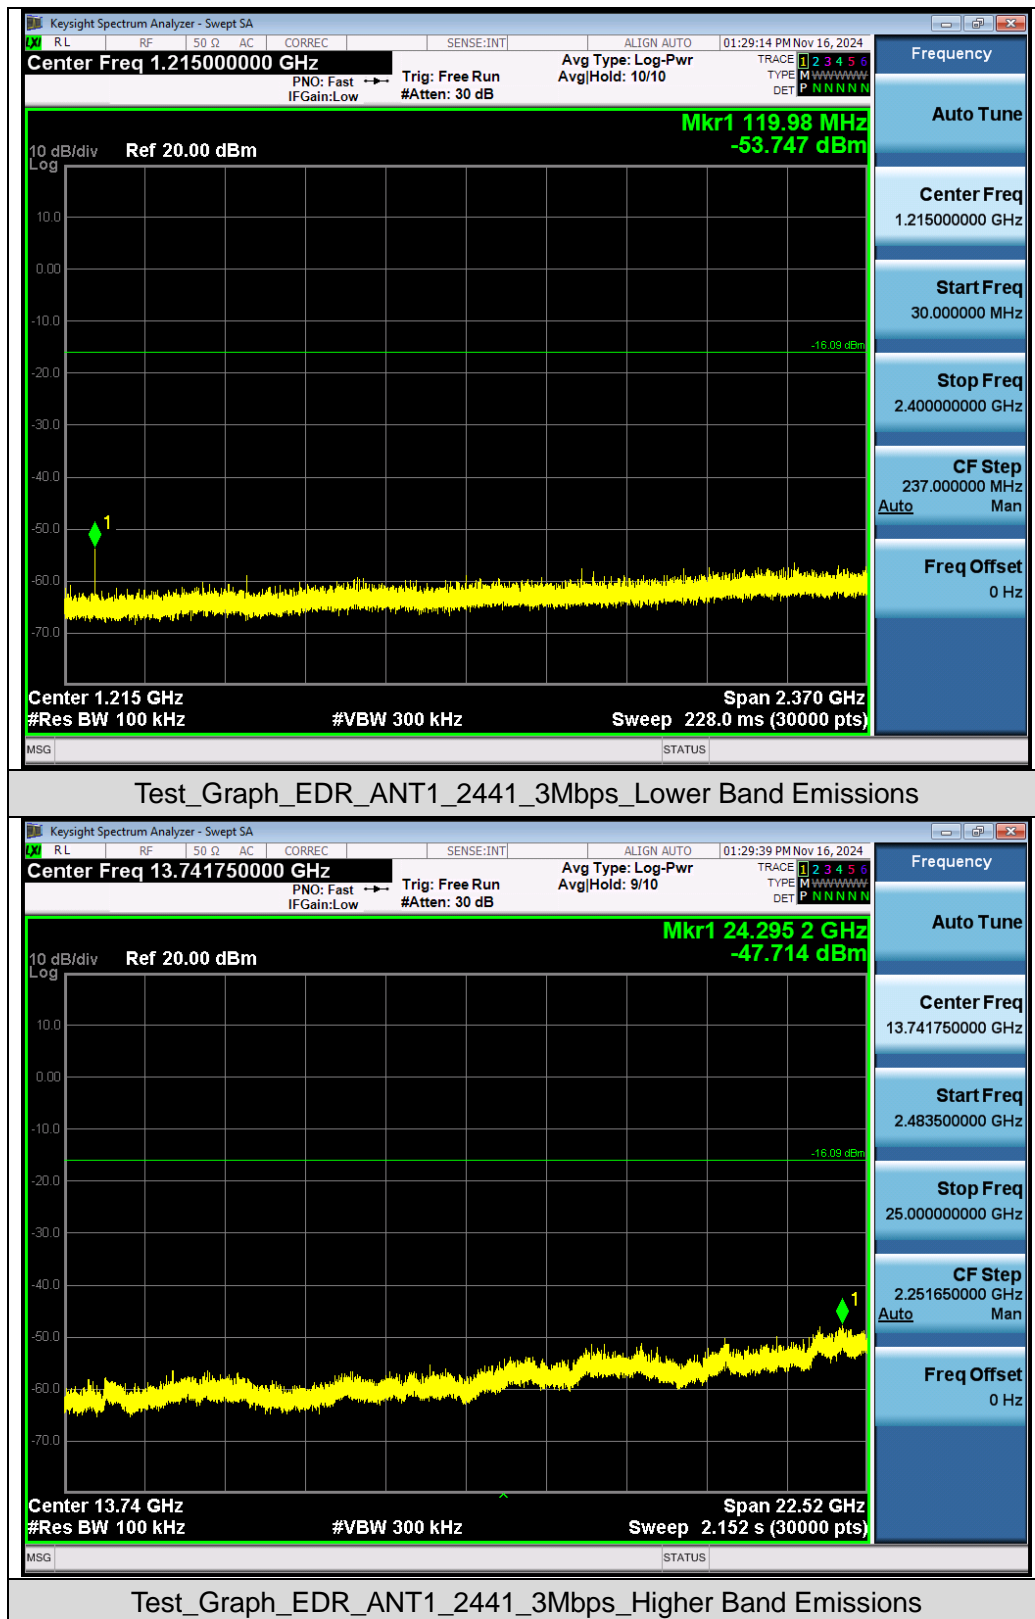 Keysight Spectrum Analyzer - Swept SA
LXI RL RF 50 Ω AC CORREC SENSE:INT ALIGN AUTO 01:29:14 PM Nov 16, 2024
Center Freq 1.215000000 GHz
PNO: Fast
IFGain:Low
Trig: Free Run
#Atten: 30 dB
Avg Type: Log-Pwr
Avg|Hold: 10/10
TRACE 1 2 3 4 5 6
TYPE M WWWWW
DET P N N N N N
Mkr1 119.98 MHz
-53.747 dBm
10 dB/div Ref 20.00 dBm
Log
10.0
0.00
-10.0
-16.09 dBm
-20.0
-30.0
-40.0
-50.0
1
-60.0
-70.0
Center 1.215 GHz Span 2.370 GHz
#Res BW 100 kHz #VBW 300 kHz Sweep 228.0 ms (30000 pts)
MSG STATUS
Frequency
Auto Tune
Center Freq
1.215000000 GHz
Start Freq
30.000000 MHz
Stop Freq
2.400000000 GHz
CF Step
237.000000 MHz
Auto Man
Freq Offset
0 Hz
Test_Graph_EDR_ANT1_2441_3Mbps_Lower Band Emissions
Keysight Spectrum Analyzer - Swept SA
LXI RL RF 50 Ω AC CORREC SENSE:INT ALIGN AUTO 01:29:39 PM Nov 16, 2024
Center Freq 13.741750000 GHz
PNO: Fast
IFGain:Low
Trig: Free Run
#Atten: 30 dB
Avg Type: Log-Pwr
Avg|Hold: 9/10
TRACE 1 2 3 4 5 6
TYPE M WWWWW
DET P N N N N N
Mkr1 24.295 2 GHz
-47.714 dBm
10 dB/div Ref 20.00 dBm
Log
10.0
0.00
-10.0
-16.09 dBm
-20.0
-30.0
-40.0
1
-50.0
-60.0
-70.0
Center 13.74 GHz Span 22.52 GHz
#Res BW 100 kHz #VBW 300 kHz Sweep 2.152 s (30000 pts)
MSG STATUS
Frequency
Auto Tune
Center Freq
13.741750000 GHz
Start Freq
2.483500000 GHz
Stop Freq
25.000000000 GHz
CF Step
2.251650000 GHz
Auto Man
Freq Offset
0 Hz
Test_Graph_EDR_ANT1_2441_3Mbps_Higher Band Emissions